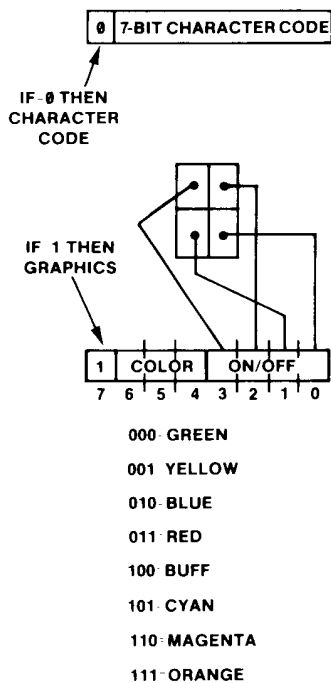 0 7-BIT CHARACTER CODE
IF 0 THEN
CHARACTER
CODE
IF 1 THEN
GRAPHICS
1 COLOR ON/OFF
7 6 5 4 3 2 1 0
000 GREEN
001 YELLOW
010 BLUE
011 RED
100 BUFF
101 CYAN
110 MAGENTA
111 ORANGE